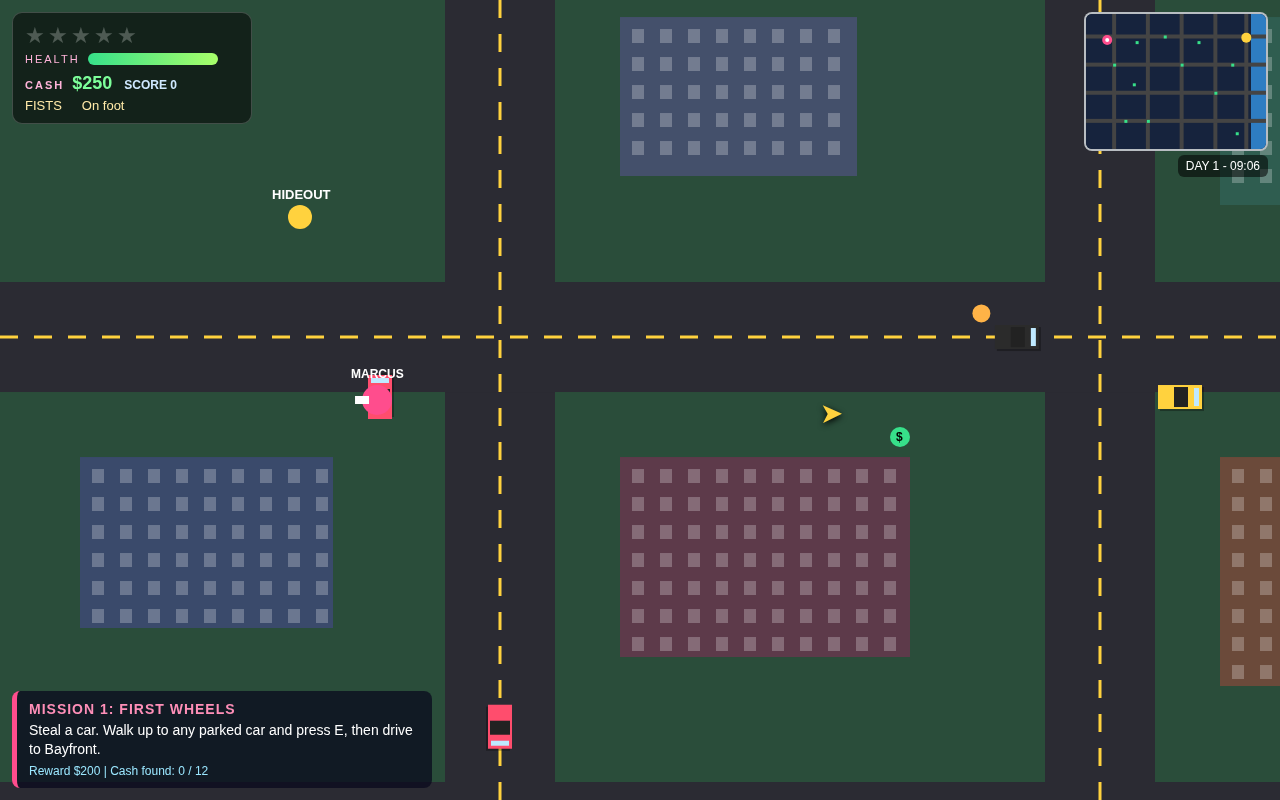 ★★★★★
HEALTH
CASH $250 SCORE 0
FISTS On foot
DAY 1 - 09:06
HIDEOUT
MARCUS
$
MISSION 1: FIRST WHEELS
Steal a car. Walk up to any parked car and press E, then drive
to Bayfront.
Reward $200 | Cash found: 0 / 12